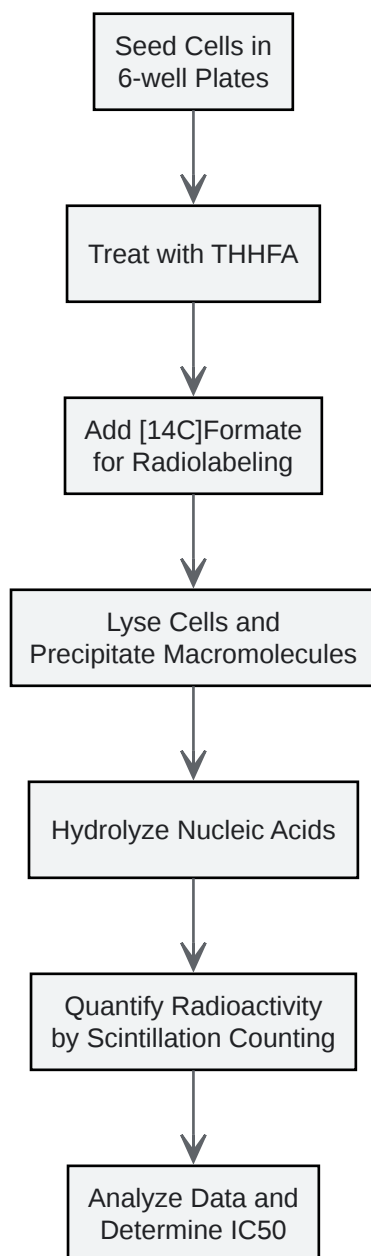 Seed Cells in
6-well Plates
Treat with THHFA
Add [14C]Formate
for Radiolabeling
Lyse Cells and
Precipitate Macromolecules
Hydrolyze Nucleic Acids
Quantify Radioactivity
by Scintillation Counting
Analyze Data and
Determine IC50